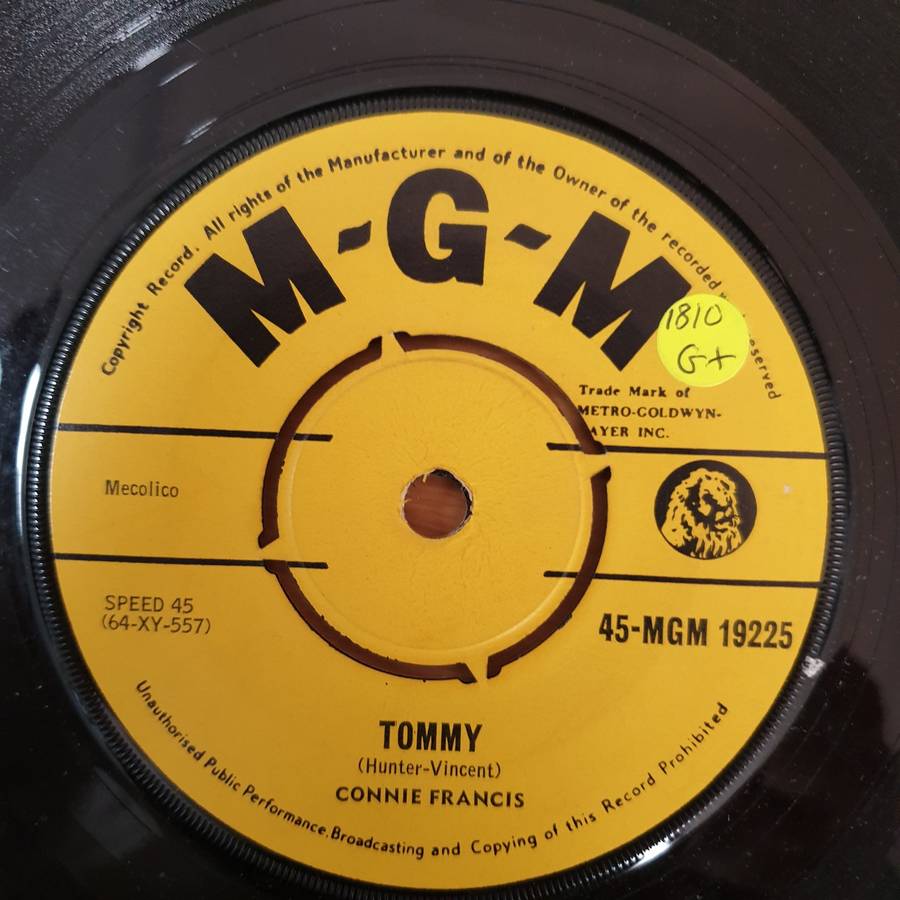 Copyright Record. All rights of the Manufacturer and of the Owner of the recorded
M-G-M
1810
G+
Trade Mark of
METRO-GOLDWYN-
AYER INC.
Mecolico
SPEED 45
(64-XY-557)
45-MGM 19225
TOMMY
(Hunter-Vincent)
CONNIE FRANCIS
Unauthorised Public Performance, Broadcasting and Copying of this Record Prohibited